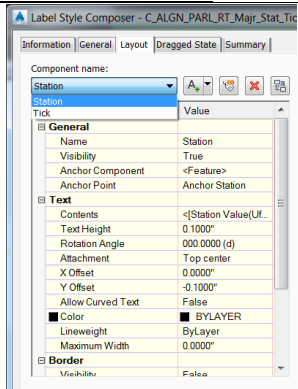 Label Style Composer - C_ALGN_PARL_RT_Majr_Stat_Tic
Information General Layout Dragged State Summary
Component name:
Station
Station
Tick
Value
General
Name Station
Visibility True
Anchor Component <Feature>
Anchor Point Anchor Station
Text
Contents <[Station Value(Uf...
Text Height 0.1000"
Rotation Angle 000.0000 (d)
Attachment Top center
X Offset 0.0000"
Y Offset -0.1000"
Allow Curved Text False
Color BYLAYER
Lineweight ByLayer
Maximum Width 0.0000"
Border
Visibility False